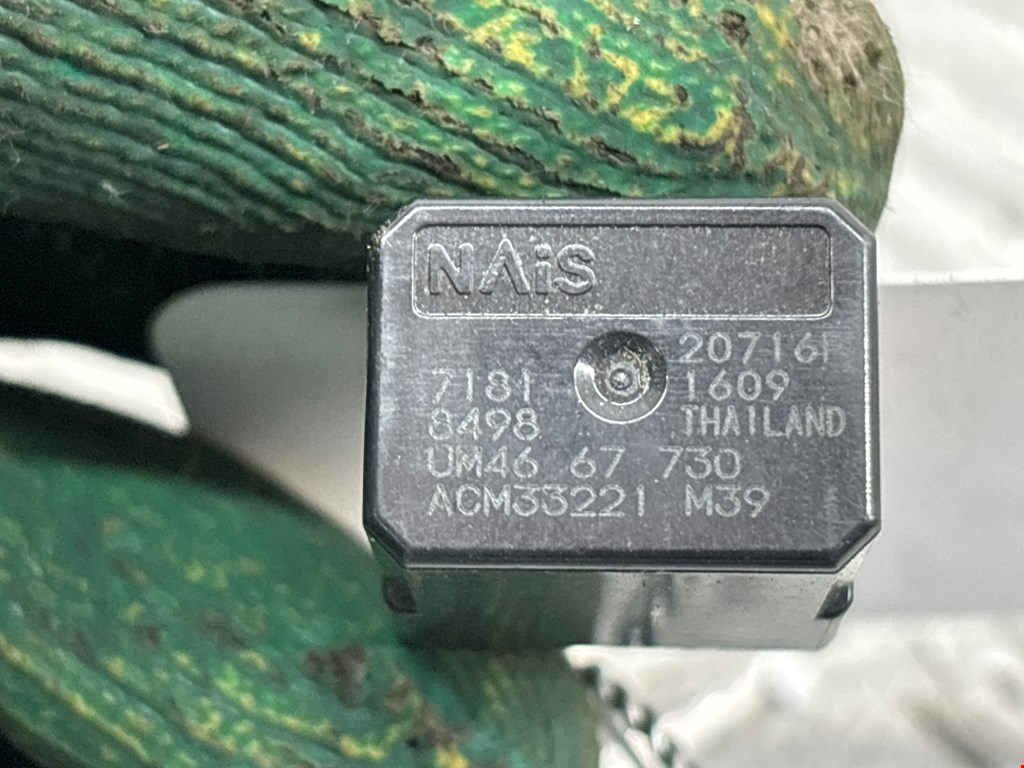 NAiS
207161
7181 1609
8498 THAILAND
UM46 67 730
ACM33221 M39